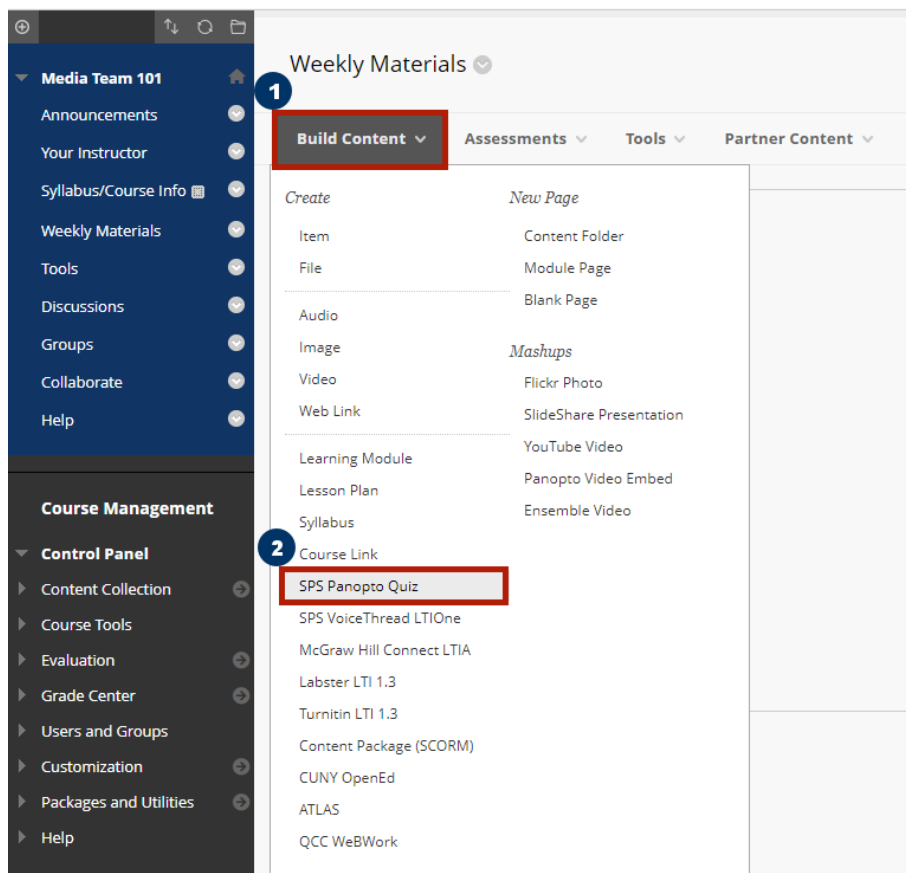 Media Team 101
Announcements
Your Instructor
Syllabus/Course Info
Weekly Materials
Tools
Discussions
Groups
Collaborate
Help
Course Management
Control Panel
Content Collection
Course Tools
Evaluation
Grade Center
Users and Groups
Customization
Packages and Utilities
Help
Weekly Materials
1
Build Content
Assessments
Tools
Partner Content
Create
Item
File
Audio
Image
Video
Web Link
Learning Module
Lesson Plan
Syllabus
2
Course Link
SPS Panopto Quiz
SPS VoiceThread LTIOne
McGraw Hill Connect LTIA
Labster LTI 1.3
Turnitin LTI 1.3
Content Package (SCORM)
CUNY OpenEd
ATLAS
QCC WeBWork
New Page
Content Folder
Module Page
Blank Page
Mashups
Flickr Photo
SlideShare Presentation
YouTube Video
Panopto Video Embed
Ensemble Video